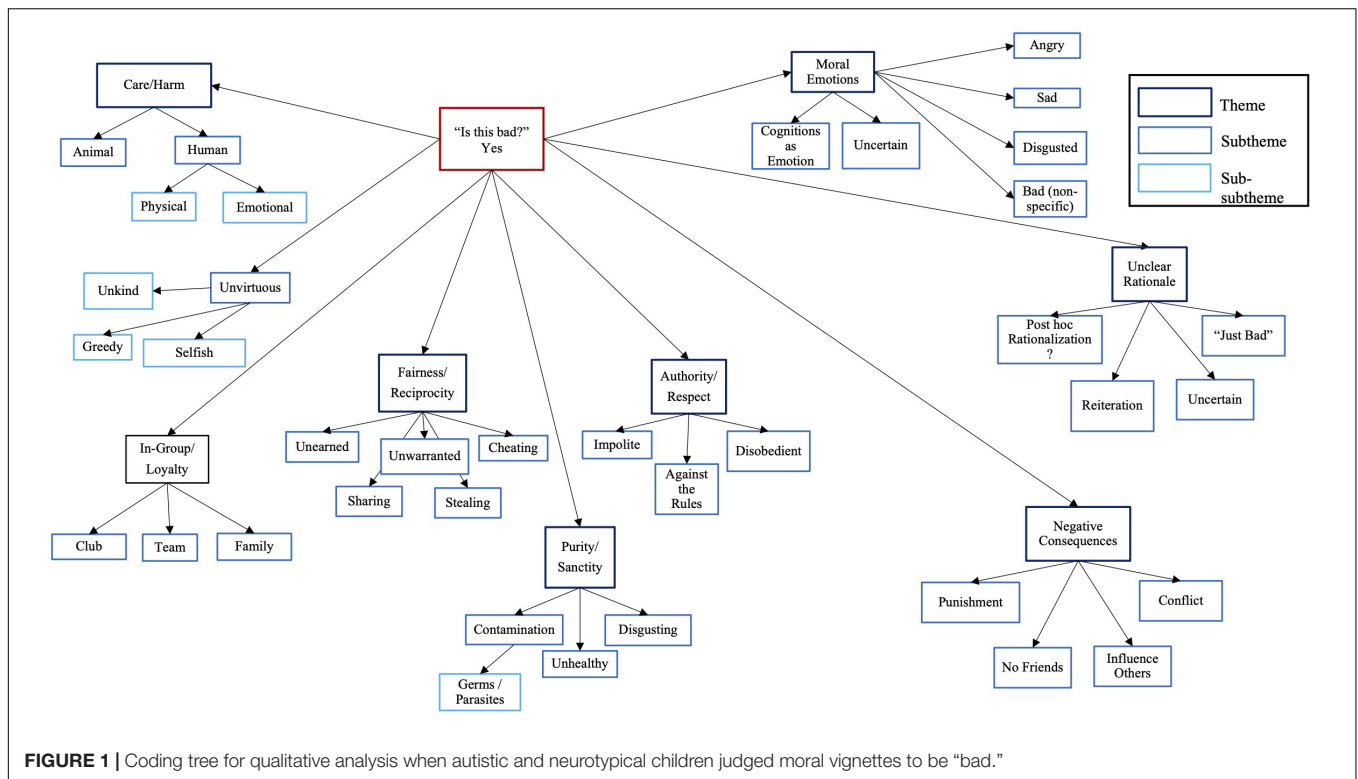 Care/Harm
Animal
Human
Physical
Emotional
"Is this bad?"
Yes
Moral
Emotions
Cognitions
as
Emotion
Uncertain
Angry
Sad
Disgusted
Bad (non-
specific)
Theme
Subtheme
Sub-
subtheme
Unkind
Unvirtuous
Greedy
Selfish
Unclear
Rationale
Post hoc
Rationalization
?
"Just Bad"
Reiteration
Uncertain
In-Group/
Loyalty
Club
Team
Family
Fairness/
Reciprocity
Unearned
Unwarranted
Cheating
Sharing
Stealing
Authority/
Respect
Impolite
Against
the
Rules
Disobedient
Purity/
Sanctity
Contamination
Disgusting
Unhealthy
Germs /
Parasites
Negative
Consequences
Punishment
Conflict
No Friends
Influence
Others
FIGURE 1 | Coding tree for qualitative analysis when autistic and neurotypical children judged moral vignettes to be "bad."